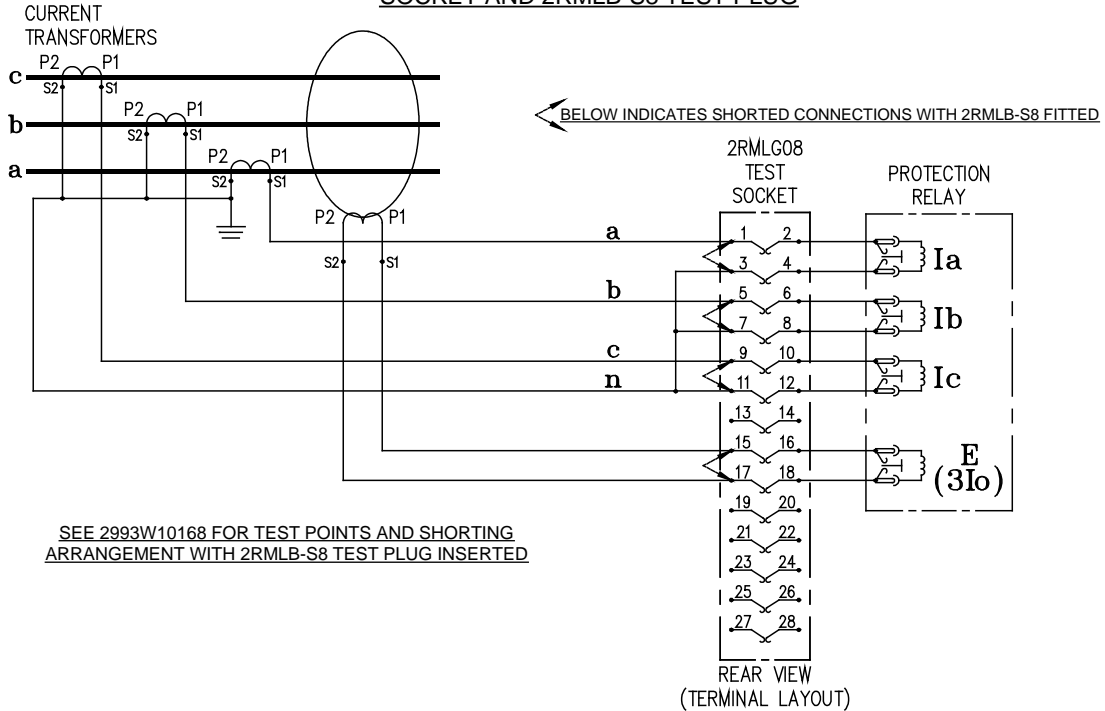 SOCKET AND 2RMLB-S8 TEST PLUG
CURRENT
TRANSFORMERS
P2 P1
c
S2 S1
P2 P1
b
S2 S1
P2 P1
a
S2 S1
P2 P1
S2 S1
BELOW INDICATES SHORTED CONNECTIONS WITH 2RMLB-S8 FITTED
2RMLG08
TEST
SOCKET
PROTECTION
RELAY
a
1 2
Ia
3 4
b
5 6
Ib
7 8
c
9 10
Ic
n
11 12
13 14
15 16
E
(3Io)
17 18
19 20
21 22
23 24
25 26
27 28
SEE 2993W10168 FOR TEST POINTS AND SHORTING
ARRANGEMENT WITH 2RMLB-S8 TEST PLUG INSERTED
REAR VIEW
(TERMINAL LAYOUT)